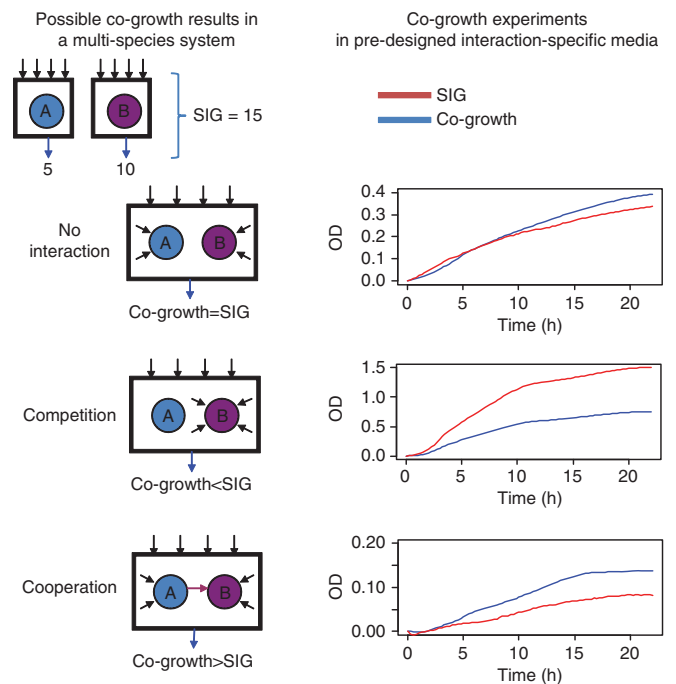 Possible co-growth results in
a multi-species system
A
B
SIG = 15
5
10
No
interaction
A
B
Co-growth=SIG
Competition
A
B
Co-growth<SIG
Cooperation
A
B
Co-growth>SIG
Co-growth experiments
in pre-designed interaction-specific media
SIG
Co-growth
OD
0.4
0.3
0.2
0.1
0.0
0 5 10 15 20
Time (h)
OD
1.5
1.0
0.5
0.0
0 5 10 15 20
Time (h)
OD
0.20
0.10
0.00
0 5 10 15 20
Time (h)